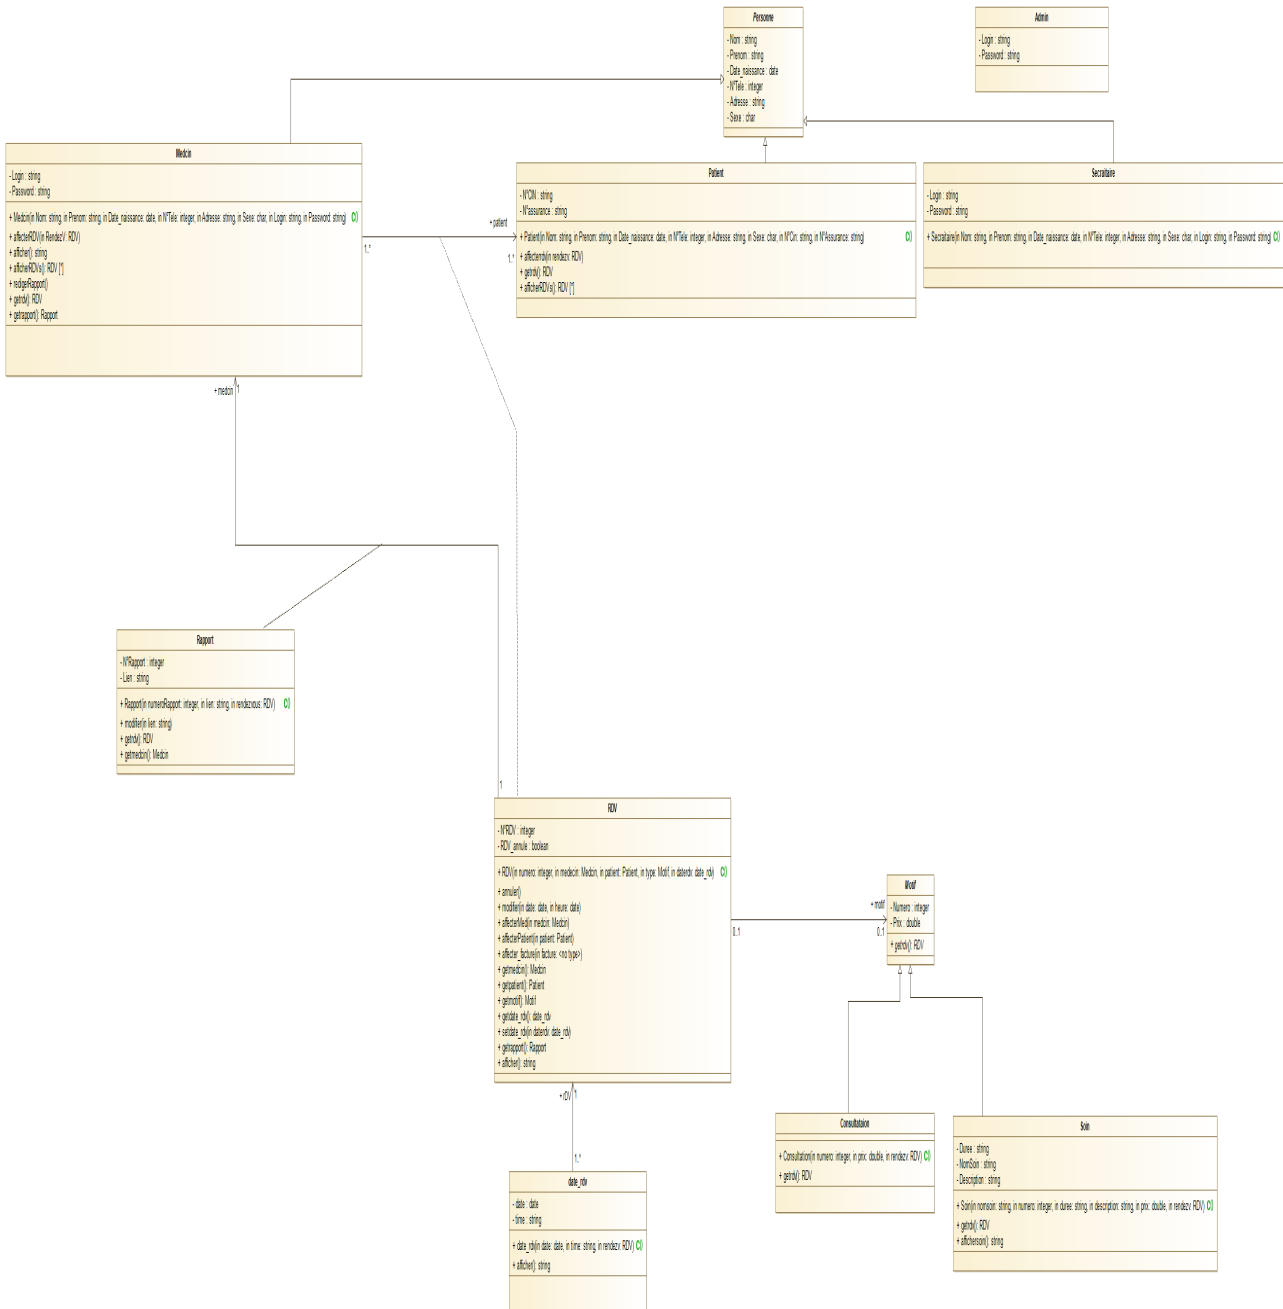 Personne
- Nom : string
- Prenom : string
- Date_naissance : date
- N°Tele : integer
- Adresse : string
- Sexe : char
Admin
- Login : string
- Password : string
Medcin
- Login : string
- Password : string
+ Medcin(in Nom: string, in Prenom: string, in Date_naissance: date, in N°Tele: integer, in Adresse: string, in Sexe: char, in Login: string, in Password: string) C)
+ affecterRDV(in RendezV: RDV)
+ afficher(): string
+ afficherRDVs(): RDV [*]
+ redigerRapport()
+ getrdv(): RDV
+ getrapport(): Rapport
+ patient
1..*
1..*
Patient
- N°CIN : string
- N°assurance : string
+ Patient(in Nom: string, in Prenom: string, in Date_naissance: date, in N°Tele: integer, in Adresse: string, in Sexe: char, in N°Cin: string, in N°Assurance: string) C)
+ affecterrdv(in rendezv: RDV)
+ getrdv(): RDV
+ afficherRDVs(): RDV [*]
Secraitaire
- Login : string
- Password : string
+ Secraitaire(in Nom: string, in Prenom: string, in Date_naissance: date, in N°Tele: integer, in Adresse: string, in Sexe: char, in Login: string, in Password: string) C)
+ medcin 1
Rapport
- N°Rapport : integer
- Lien : string
+ Rapport(in numeroRapport: integer, in lien: string, in rendezvous: RDV) C)
+ modifier(in lien: string)
+ getrdv(): RDV
+ getmedcin(): Medcin
1
RDV
- N°RDV : integer
- RDV_annule : boolean
+ RDV(in numero: integer, in medecin: Medcin, in patient: Patient, in type: Motif, in daterdv: date_rdv) C)
+ annuler()
+ modifier(in date: date, in heure: date)
+ affecterMed(in medcin: Medcin)
+ affecterPatient(in patient: Patient)
+ affecter_facture(in facture: <no type>)
+ getmedcin(): Medcin
+ getpatient(): Patient
+ getmotif(): Motif
+ getdate_rdv(): date_rdv
+ setdate_rdv(in daterdv: date_rdv)
+ getrapport(): Rapport
+ afficher(): string
+ motif
0..1
0..1
Motif
- Numero : integer
- Prix : double
+ getrdv(): RDV
+ rDV 1
1..*
date_rdv
- date : date
- time : string
+ date_rdv(in date: date, in time: string, in rendezv: RDV) C)
+ afficher(): string
Consultataion
+ Consultation(in numero: integer, in prix: double, in rendezv: RDV) C)
+ getrdv(): RDV
Soin
- Duree : string
- NomSoin : string
- Description : string
+ Soin(in nomsoin: string, in numero: integer, in duree: string, in description: string, in prix: double, in rendezv: RDV) C)
+ getrdv(): RDV
+ affichersoin(): string